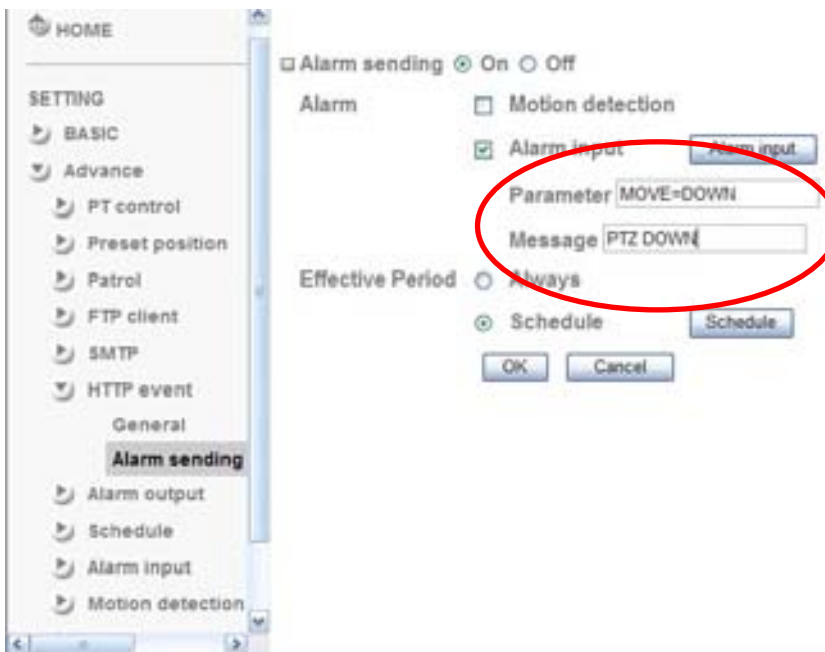 HOME
SETTING
BASIC
Advance
PT control
Preset position
Patrol
FTP client
SMTP
HTTP event
General
Alarm sending
Alarm output
Schedule
Alarm input
Motion detection
Alarm sending On Off
Alarm Motion detection
Alarm input Alarm input
Parameter MOVE=DOWN
Message PTZ DOWN
Effective Period Always
Schedule Schedule
OK Cancel